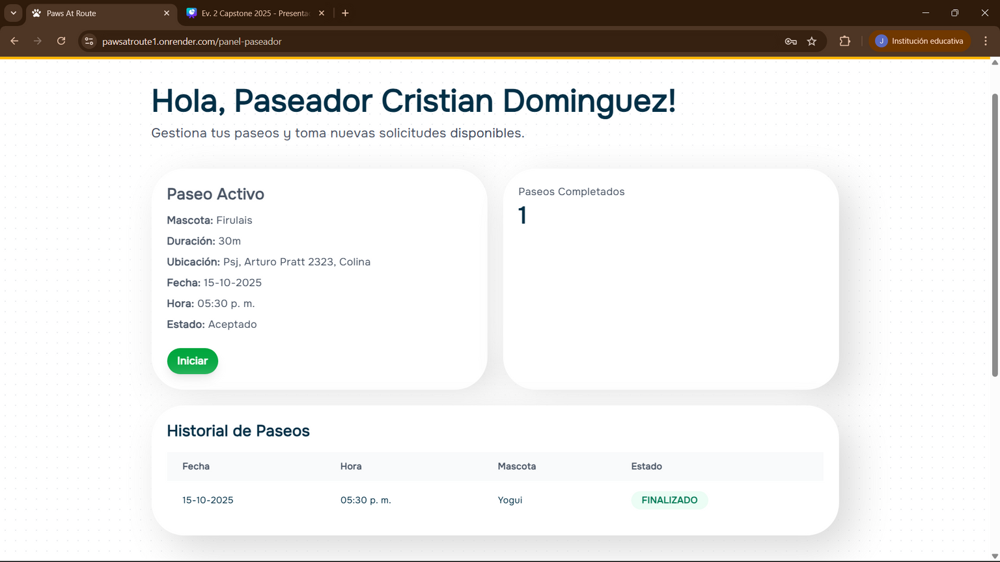 Paws At Route
Ev. 2 Capstone 2025 - Presenta
pawsatroute1.onrender.com/panel-paseador
J
Institución educativa
Hola, Paseador Cristian Dominguez!
Gestiona tus paseos y toma nuevas solicitudes disponibles.
Paseo Activo
Mascota: Firulais
Duración: 30m
Ubicación: Psj, Arturo Pratt 2323, Colina
Fecha: 15-10-2025
Hora: 05:30 p. m.
Estado: Aceptado
Iniciar
Paseos Completados
1
Historial de Paseos
Fecha Hora Mascota Estado
15-10-2025 05:30 p. m. Yogui FINALIZADO